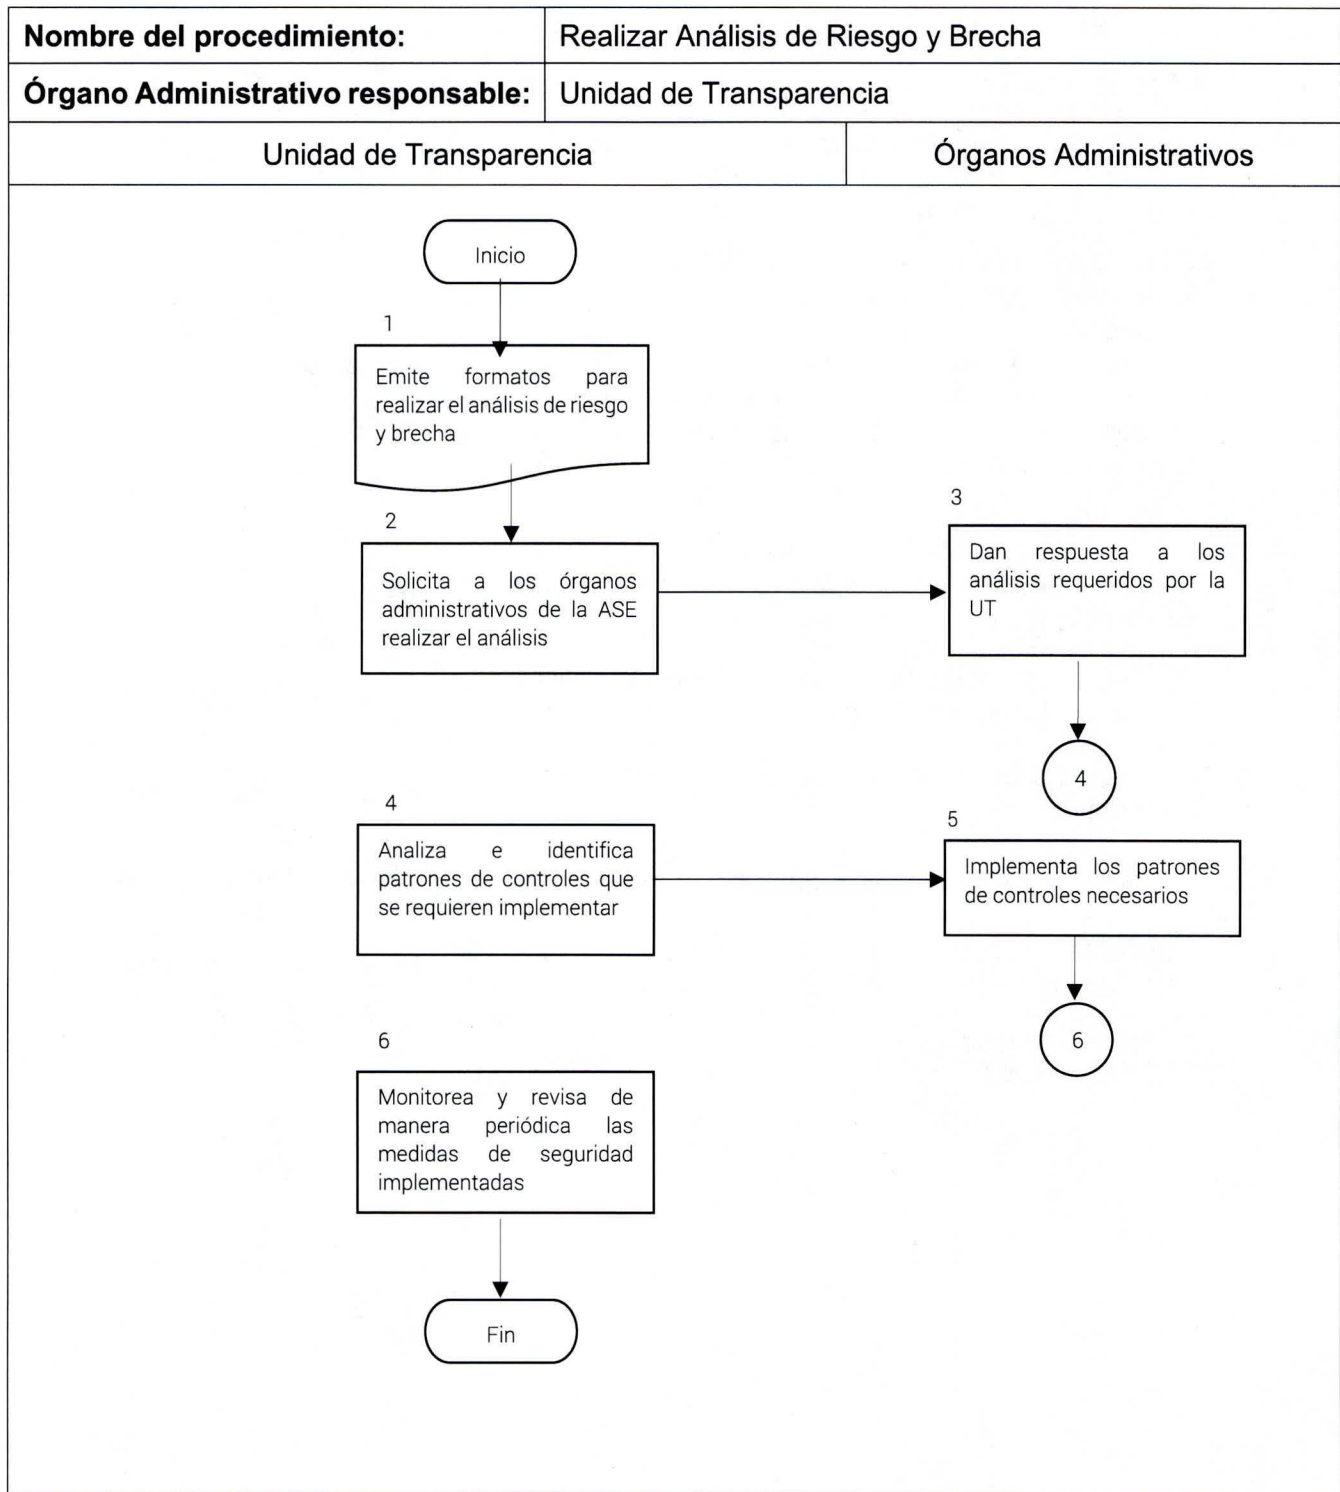 Nombre del procedimiento: Realizar Análisis de Riesgo y Brecha
Órgano Administrativo responsable: Unidad de Transparencia
Unidad de Transparencia Órganos Administrativos
Inicio
1
Emite formatos para
realizar el análisis de riesgo
y brecha
2
Solicita a los órganos
administrativos de la ASE
realizar el análisis
3
Dan respuesta a los
análisis requeridos por la
UT
4
4
Analiza e identifica
patrones de controles que
se requieren implementar
5
Implementa los patrones
de controles necesarios
6
6
Monitorea y revisa de
manera periódica las
medidas de seguridad
implementadas
Fin